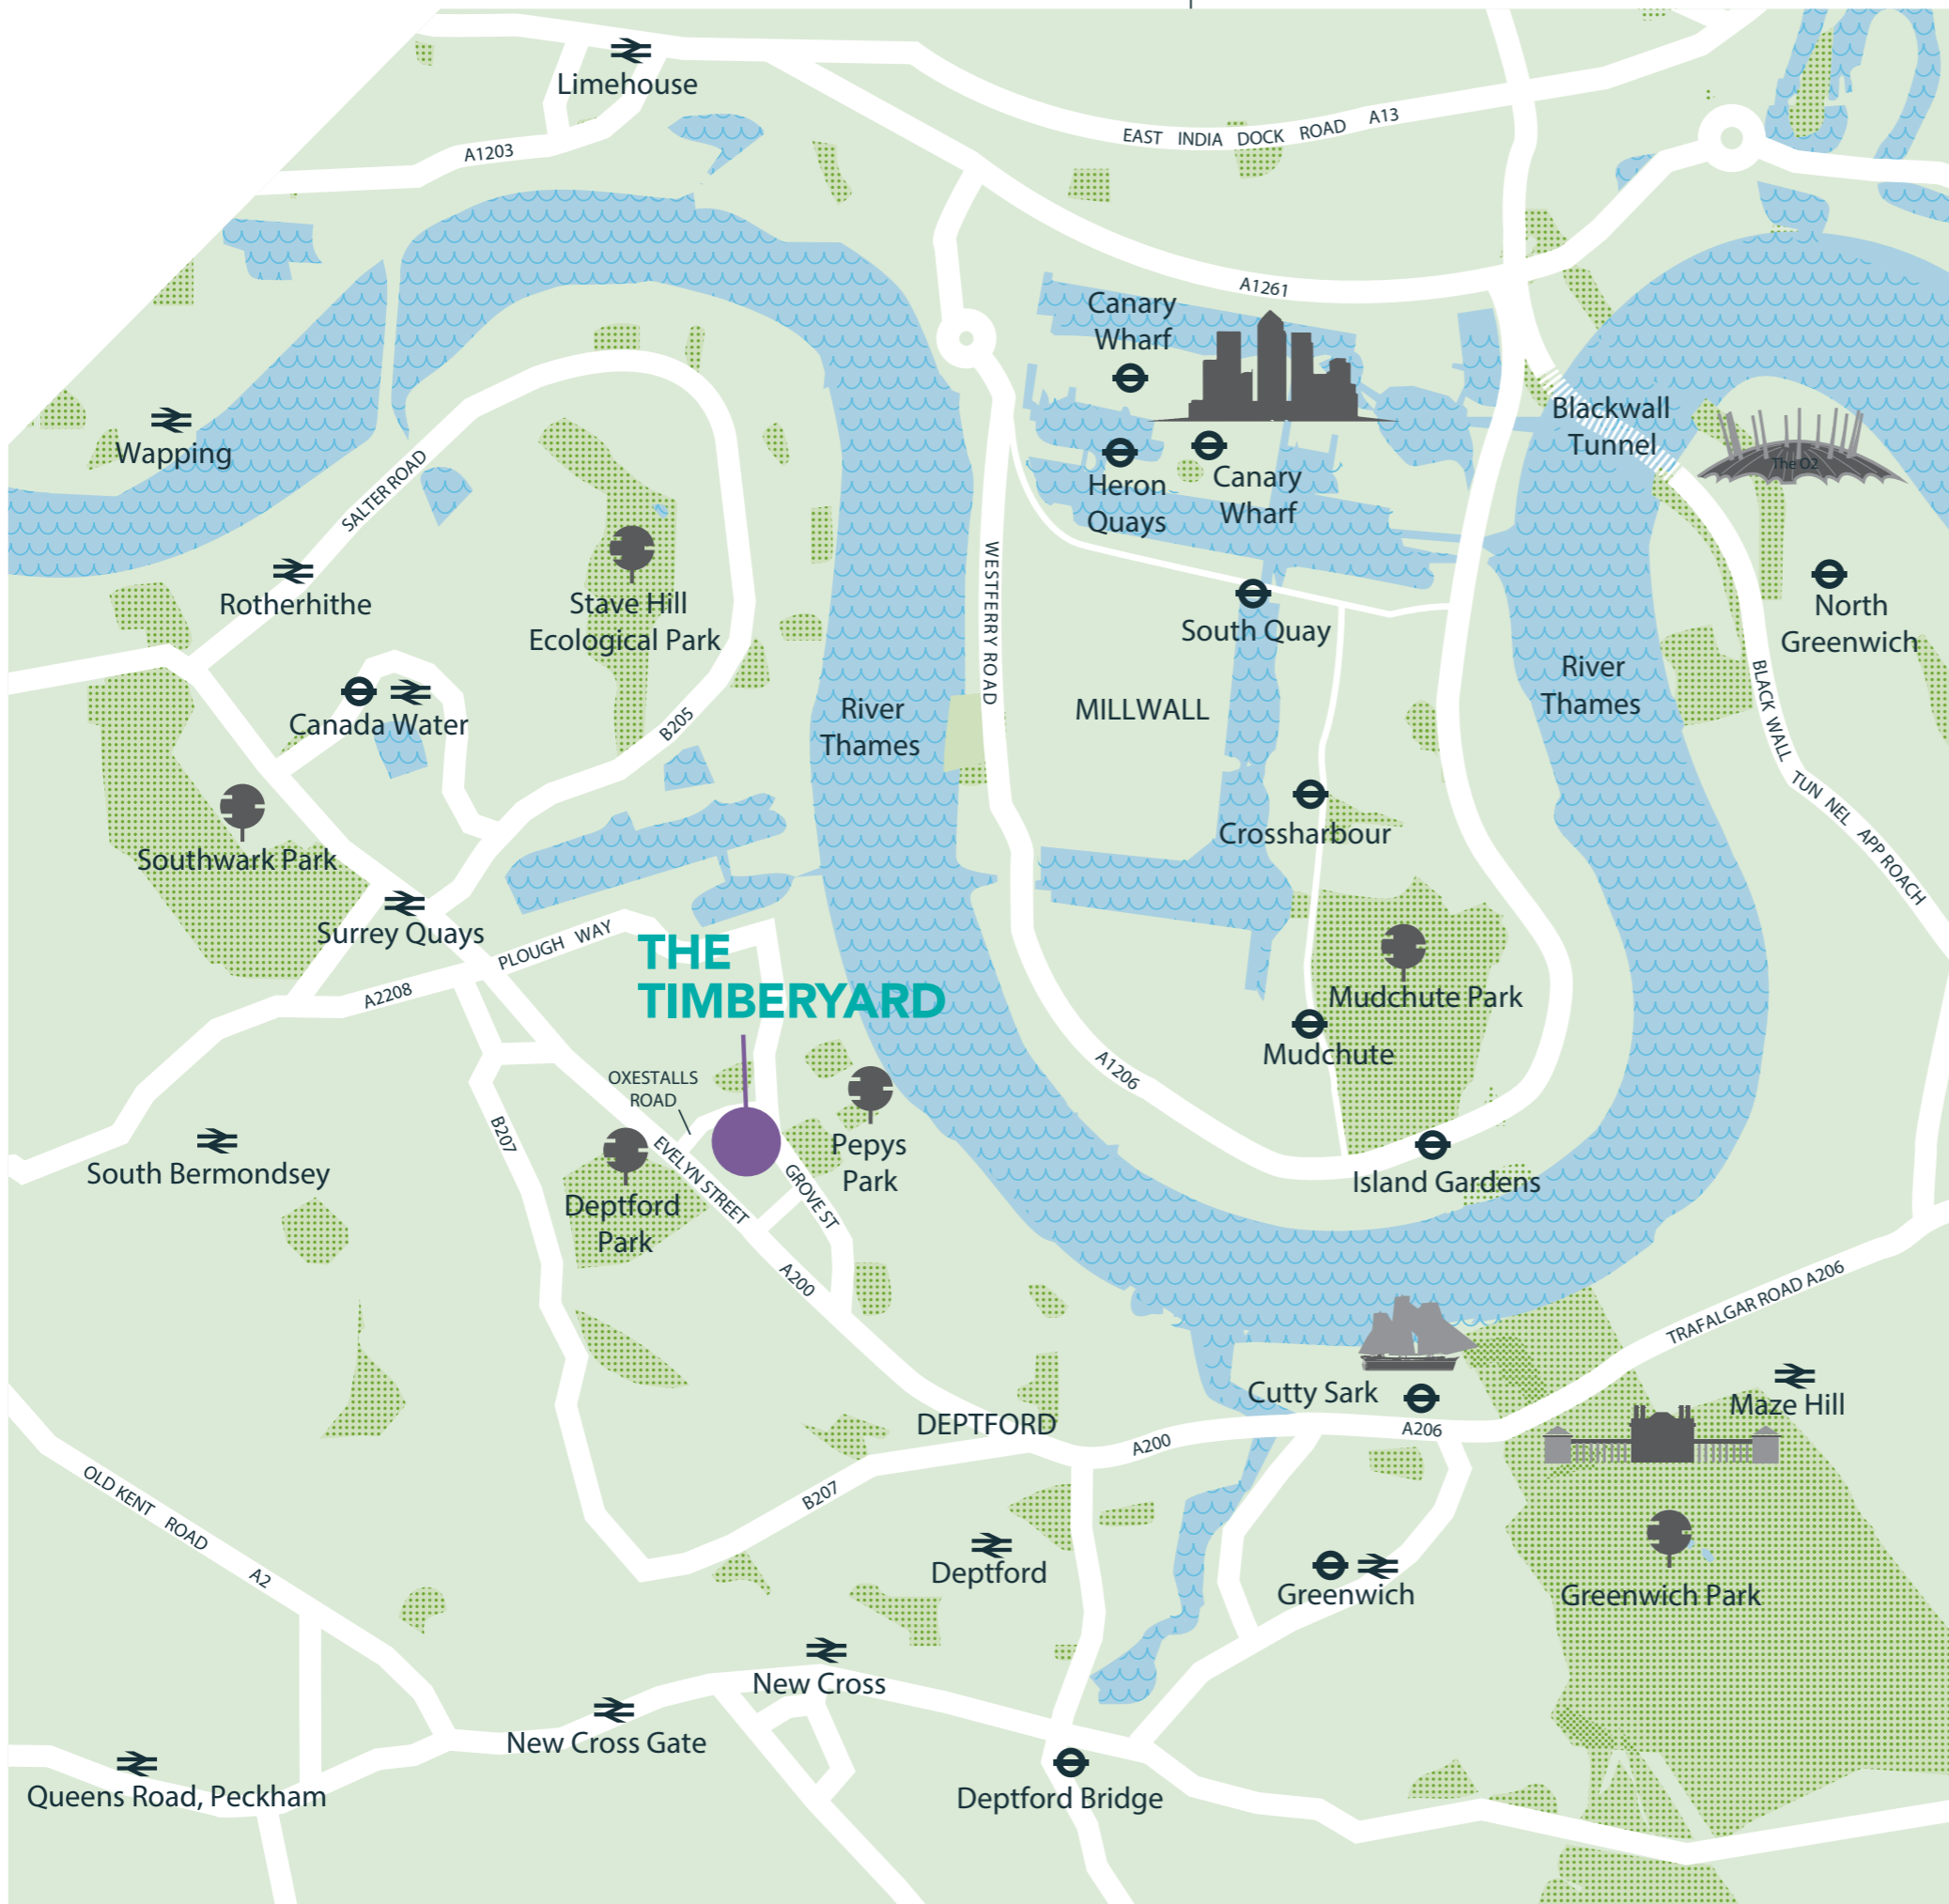 Limehouse
A1203
EAST INDIA DOCK ROAD A13
A1261
Canary
Wharf
Blackwall
Tunnel
The O2
Wapping
SALTER ROAD
Heron
Quays
Canary
Wharf
Rotherhithe
Stave Hill
Ecological Park
WESTFERRY ROAD
South Quay
North
Greenwich
Canada Water
B205
River
Thames
MILLWALL
River
Thames
BLACK WALL TUN NEL APP ROACH
Southwark Park
Crossharbour
Surrey Quays
PLOUGH WAY
A2208
THE
TIMBERYARD
Mudchute Park
Mudchute
A1206
OXESTALLS
ROAD
B207
EVELYN STREET
GROVE ST
Pepys
Park
South Bermondsey
Deptford
Park
Island Gardens
A200
TRAFALGAR ROAD A206
Cutty Sark
Maze Hill
DEPTFORD
A200
A206
OLD KENT ROAD
A2
B207
Deptford
Greenwich
Greenwich Park
New Cross
New Cross Gate
Queens Road, Peckham
Deptford Bridge